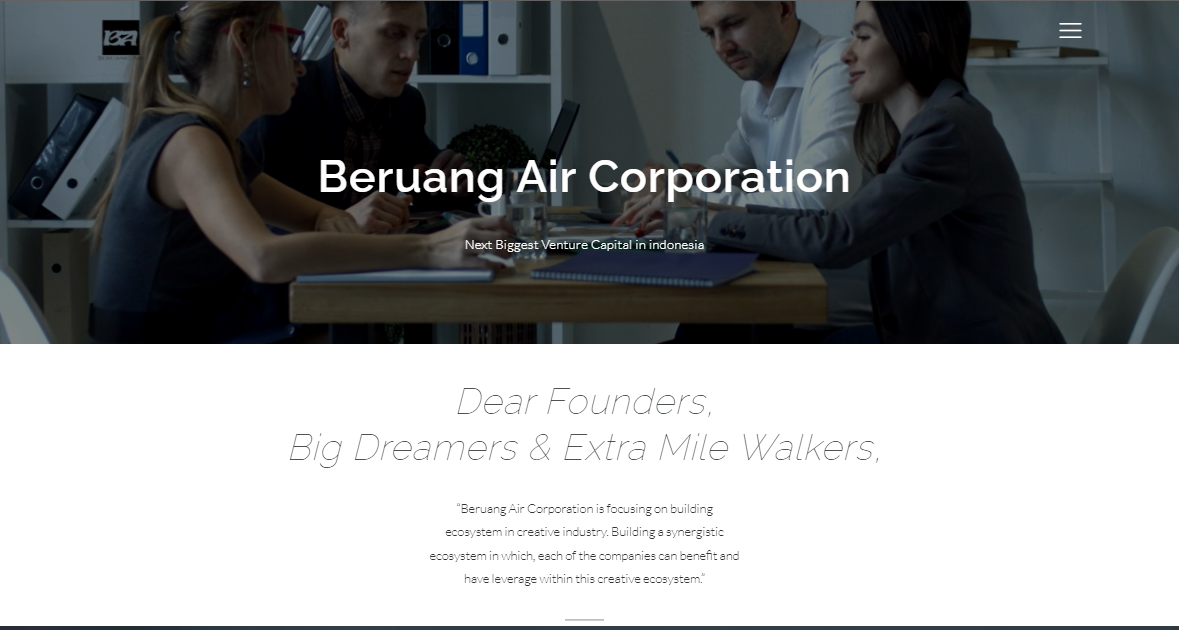 BA
Beruang Air Corporation
Next Biggest Venture Capital in indonesia
Dear Founders,
Big Dreamers & Extra Mile Walkers,
“Beruang Air Corporation is focusing on building
ecosystem in creative industry. Building a synergistic
ecosystem in which, each of the companies can benefit and
have leverage within this creative ecosystem.”